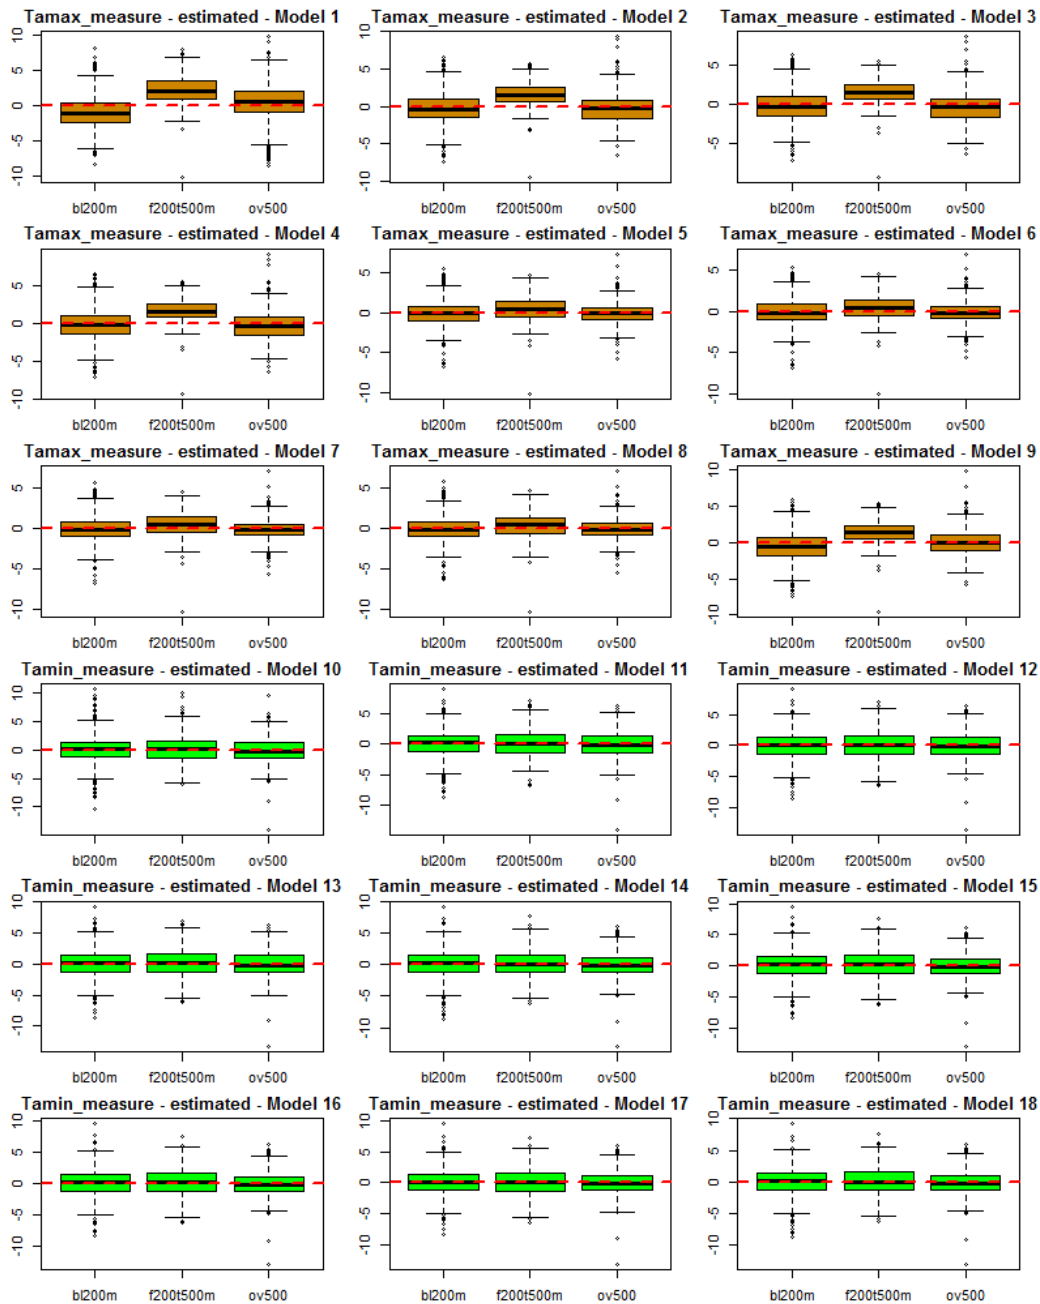 Tamax_measure - estimated - Model 1
Tamax_measure - estimated - Model 2
Tamax_measure - estimated - Model 3
10
5
0
-5
-10
bl200m f200t500m ov500
10
5
0
-5
-10
bl200m f200t500m ov500
5
0
-5
-10
bl200m f200t500m ov500
Tamax_measure - estimated - Model 4
Tamax_measure - estimated - Model 5
Tamax_measure - estimated - Model 6
5
0
-5
-10
bl200m f200t500m ov500
5
0
-5
-10
bl200m f200t500m ov500
5
0
-5
-10
bl200m f200t500m ov500
Tamax_measure - estimated - Model 7
Tamax_measure - estimated - Model 8
Tamax_measure - estimated - Model 9
5
0
-5
-10
bl200m f200t500m ov500
5
0
-5
-10
bl200m f200t500m ov500
10
5
0
-5
-10
bl200m f200t500m ov500
Tamin_measure - estimated - Model 10
Tamin_measure - estimated - Model 11
Tamin_measure - estimated - Model 12
10
5
0
-5
-10
bl200m f200t500m ov500
5
0
-5
-10
bl200m f200t500m ov500
5
0
-5
-10
bl200m f200t500m ov500
Tamin_measure - estimated - Model 13
Tamin_measure - estimated - Model 14
Tamin_measure - estimated - Model 15
10
5
0
-5
-10
bl200m f200t500m ov500
5
0
-5
-10
bl200m f200t500m ov500
10
5
0
-5
-10
bl200m f200t500m ov500
Tamin_measure - estimated - Model 16
Tamin_measure - estimated - Model 17
Tamin_measure - estimated - Model 18
10
5
0
-5
-10
bl200m f200t500m ov500
10
5
0
-5
-10
bl200m f200t500m ov500
10
5
0
-5
-10
bl200m f200t500m ov500